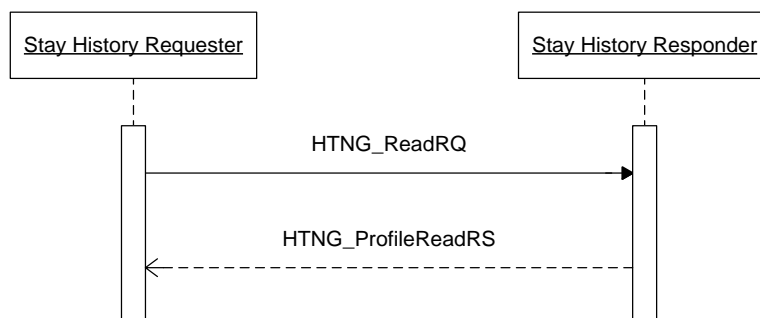 Stay History Requester
Stay History Responder
HTNG_ReadRQ
HTNG_ProfileReadRS